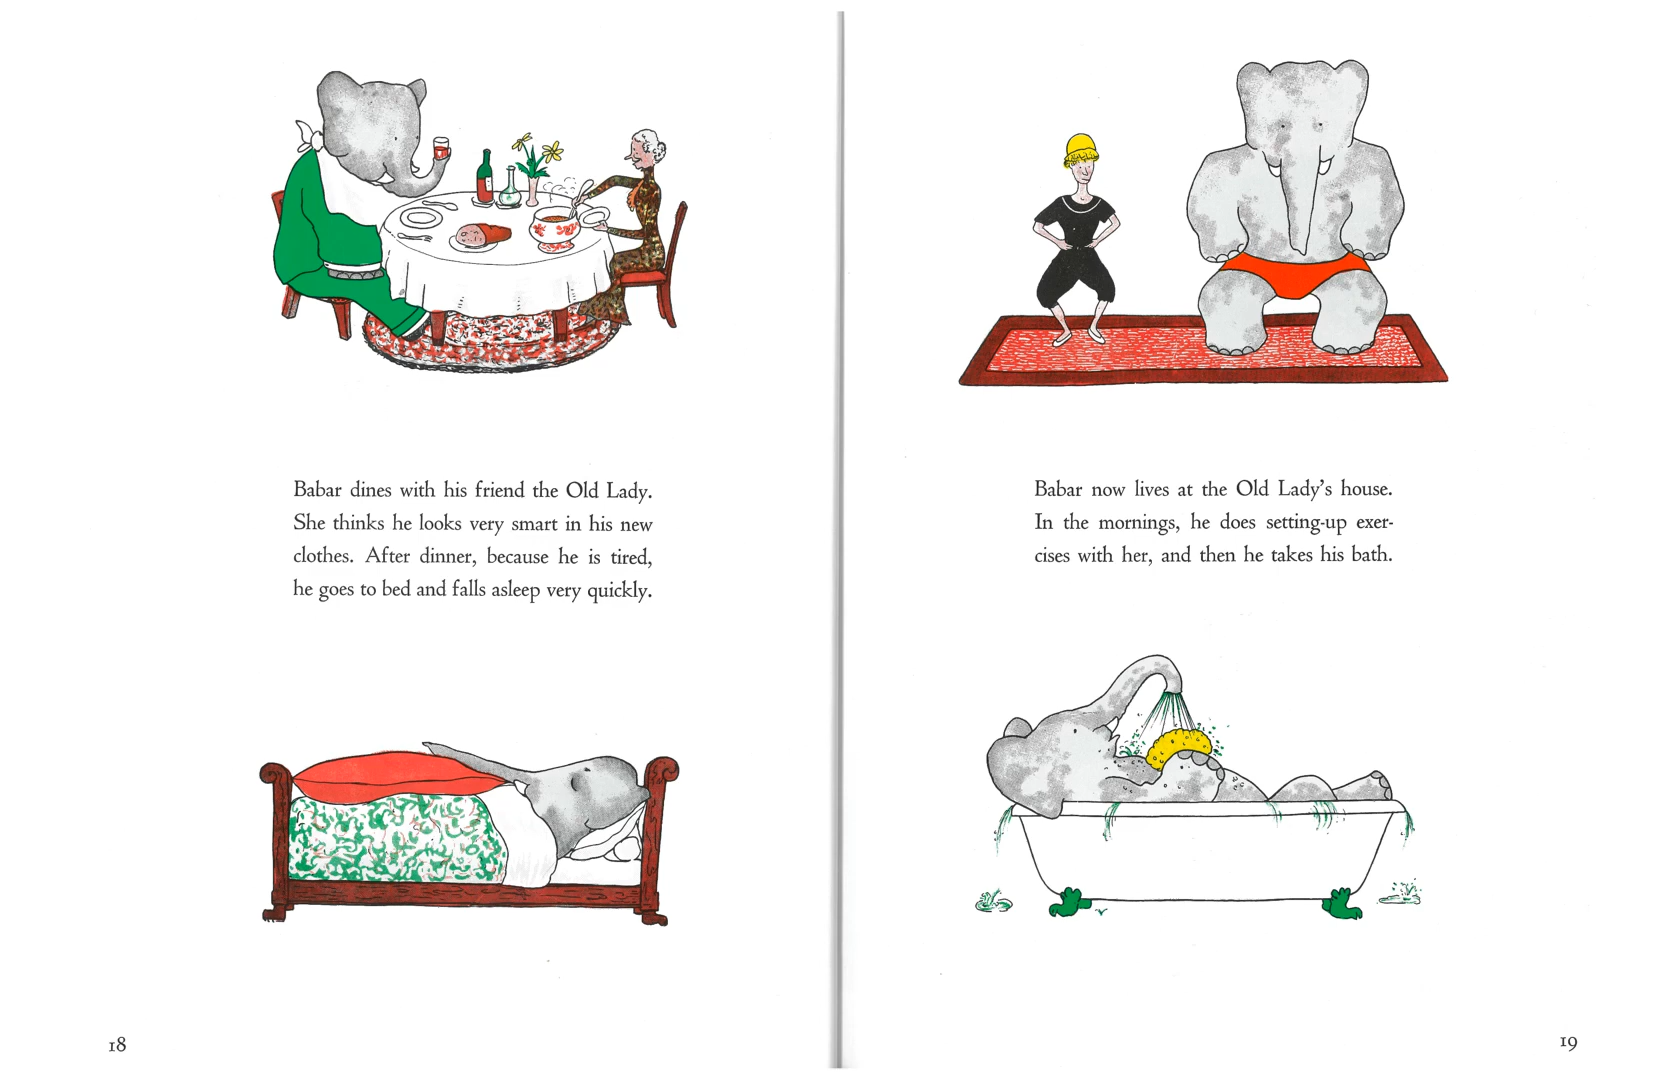 Babar dines with his friend the Old Lady.
She thinks he looks very smart in his new
clothes. After dinner, because he is tired,
he goes to bed and falls asleep very quickly.
18
Babar now lives at the Old Lady's house.
In the mornings, he does setting-up exer-
cises with her, and then he takes his bath.
19